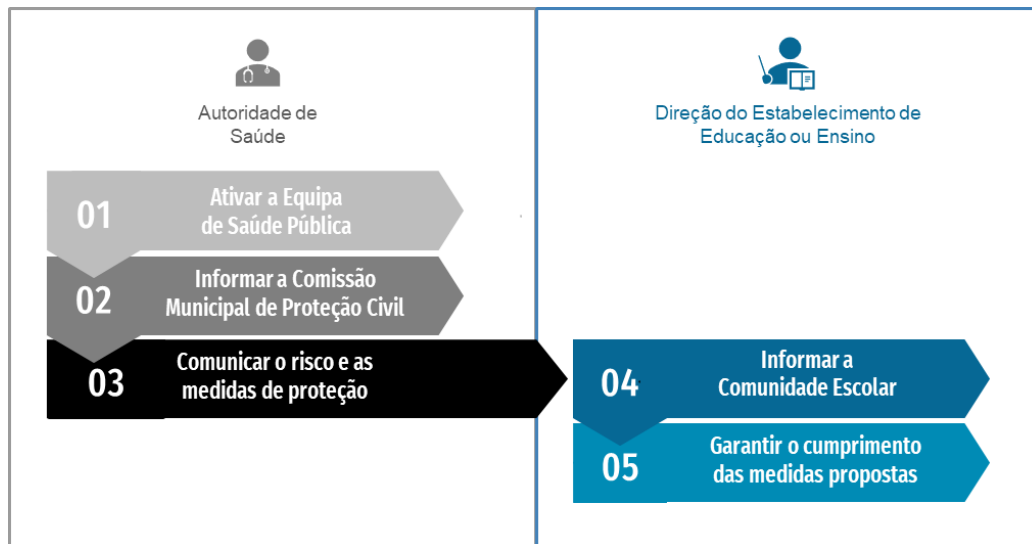 Autoridade de
Saúde
01
Ativar a Equipa
de Saúde Pública
02
Informar a Comissão
Municipal de Proteção Civil
03
Comunicar o risco e as
medidas de proteção
Direção do Estabelecimento de
Educação ou Ensino
04
Informar a
Comunidade Escolar
05
Garantir o cumprimento
das medidas propostas